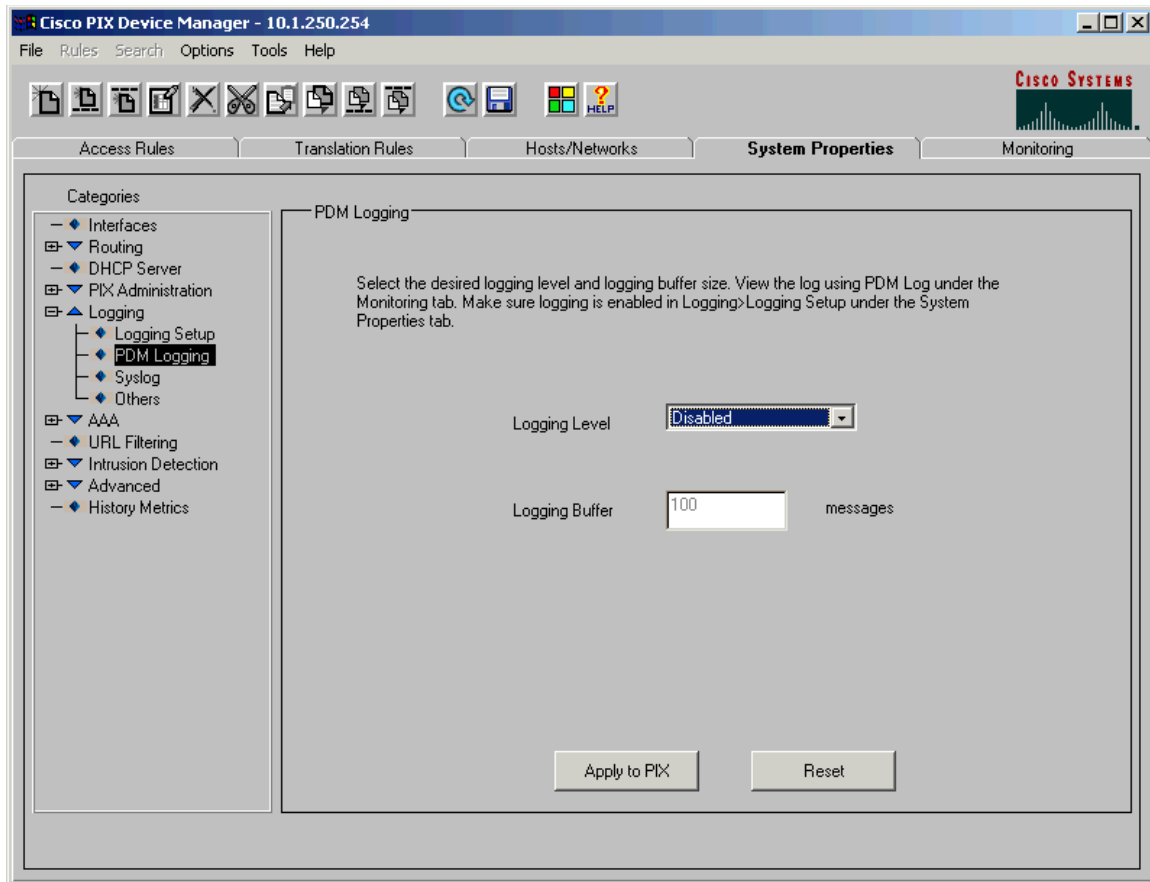 Cisco PIX Device Manager - 10.1.250.254
File Rules Search Options Tools Help
HELP
CISCO SYSTEMS
Access Rules Translation Rules Hosts/Networks System Properties Monitoring
Categories
Interfaces
Routing
DHCP Server
PIX Administration
Logging
Logging Setup
PDM Logging
Syslog
Others
AAA
URL Filtering
Intrusion Detection
Advanced
History Metrics
PDM Logging
Select the desired logging level and logging buffer size. View the log using PDM Log under the
Monitoring tab. Make sure logging is enabled in Logging>Logging Setup under the System
Properties tab.
Logging Level Disabled
Logging Buffer 100 messages
Apply to PIX Reset